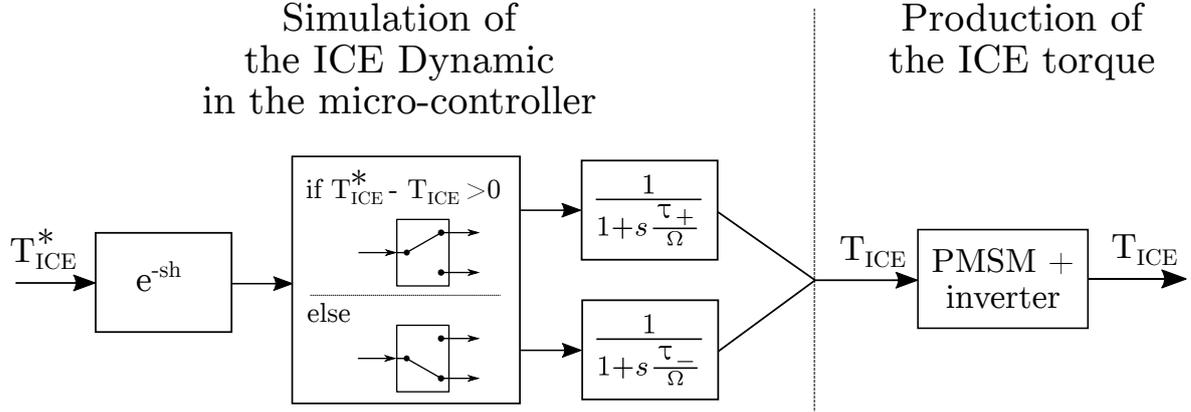 Simulation of
the ICE Dynamic
in the micro-controller
Production of
the ICE torque
T*ICE
e-sh
if T*ICE - TICE >0
else
1
1+s τ+
Ω
1
1+s τ−
Ω
TICE
PMSM +
inverter
TICE